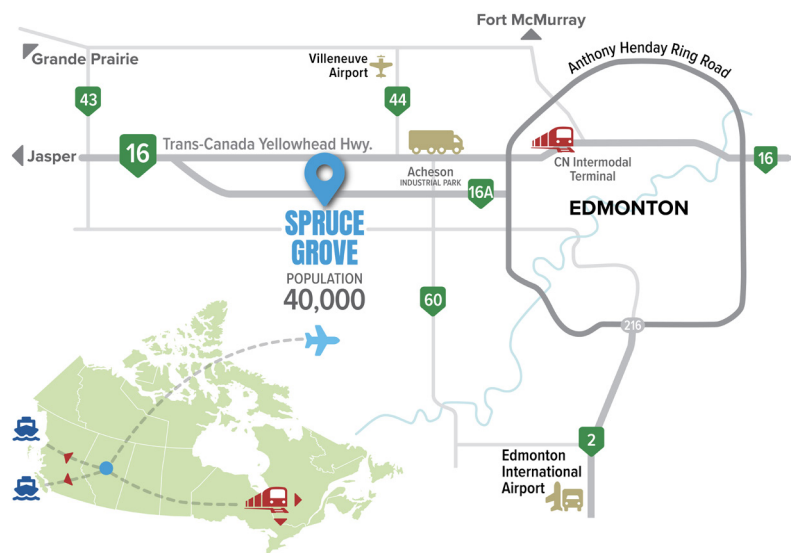 Fort McMurray
Grande Prairie
Villeneuve
Airport
Anthony Henday Ring Road
43
44
16
Trans-Canada Yellowhead Hwy.
Jasper
CN Intermodal
Terminal
16
Acheson
INDUSTRIAL PARK
16A
EDMONTON
SPRUCE
GROVE
POPULATION
40,000
60
216
2
Edmonton
International
Airport